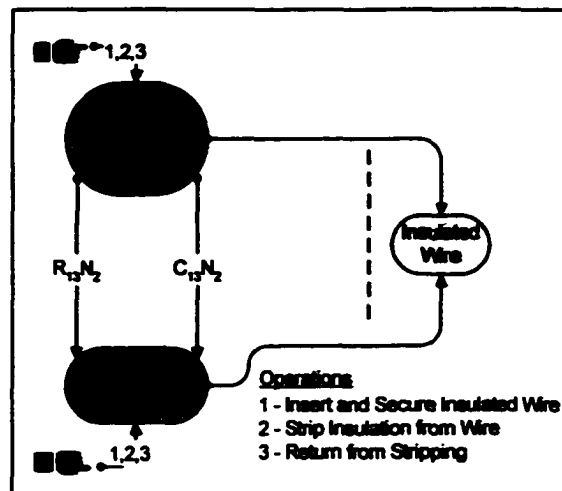 1,2,3
Insulated
Wire
R₁₃N₂ C₁₃N₂
Operations
1 - Insert and Secure Insulated Wire
2 - Strip Insulation from Wire
3 - Return from Stripping
1,2,3